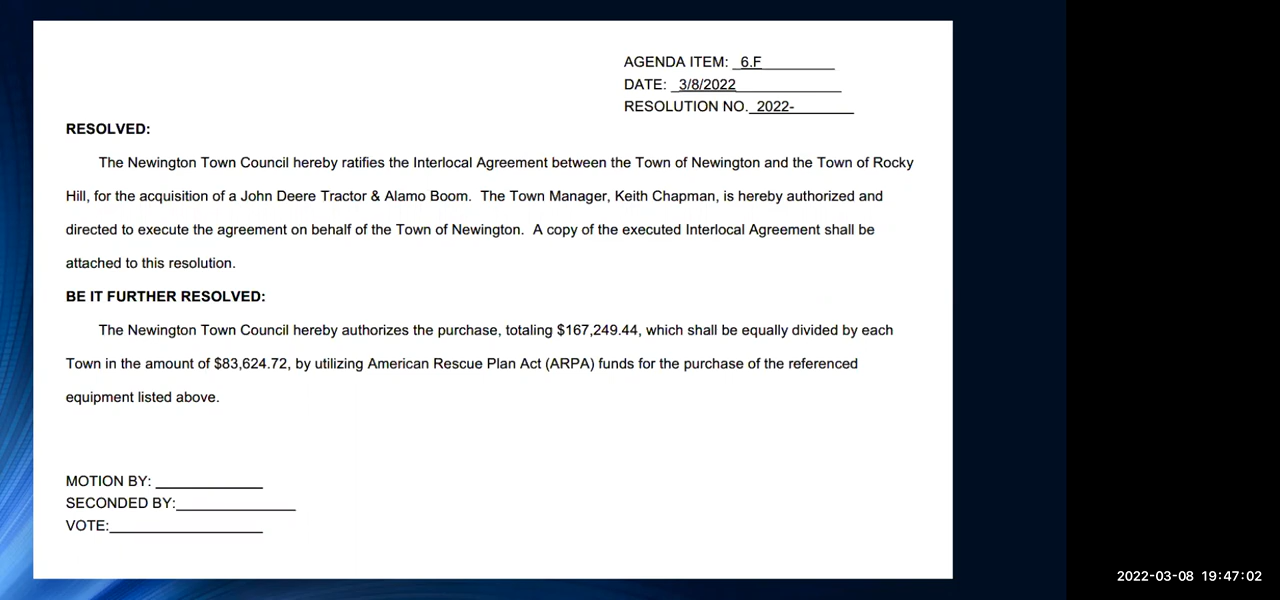 AGENDA ITEM: 6.F
DATE: 3/8/2022
RESOLUTION NO. 2022-
RESOLVED:
The Newington Town Council hereby ratifies the Interlocal Agreement between the Town of Newington and the Town of Rocky
Hill, for the acquisition of a John Deere Tractor & Alamo Boom. The Town Manager, Keith Chapman, is hereby authorized and
directed to execute the agreement on behalf of the Town of Newington. A copy of the executed Interlocal Agreement shall be
attached to this resolution.
BE IT FURTHER RESOLVED:
The Newington Town Council hereby authorizes the purchase, totaling $167,249.44, which shall be equally divided by each
Town in the amount of $83,624.72, by utilizing American Rescue Plan Act (ARPA) funds for the purchase of the referenced
equipment listed above.
MOTION BY:
SECONDED BY:
VOTE:
2022-03-08 19:47:02